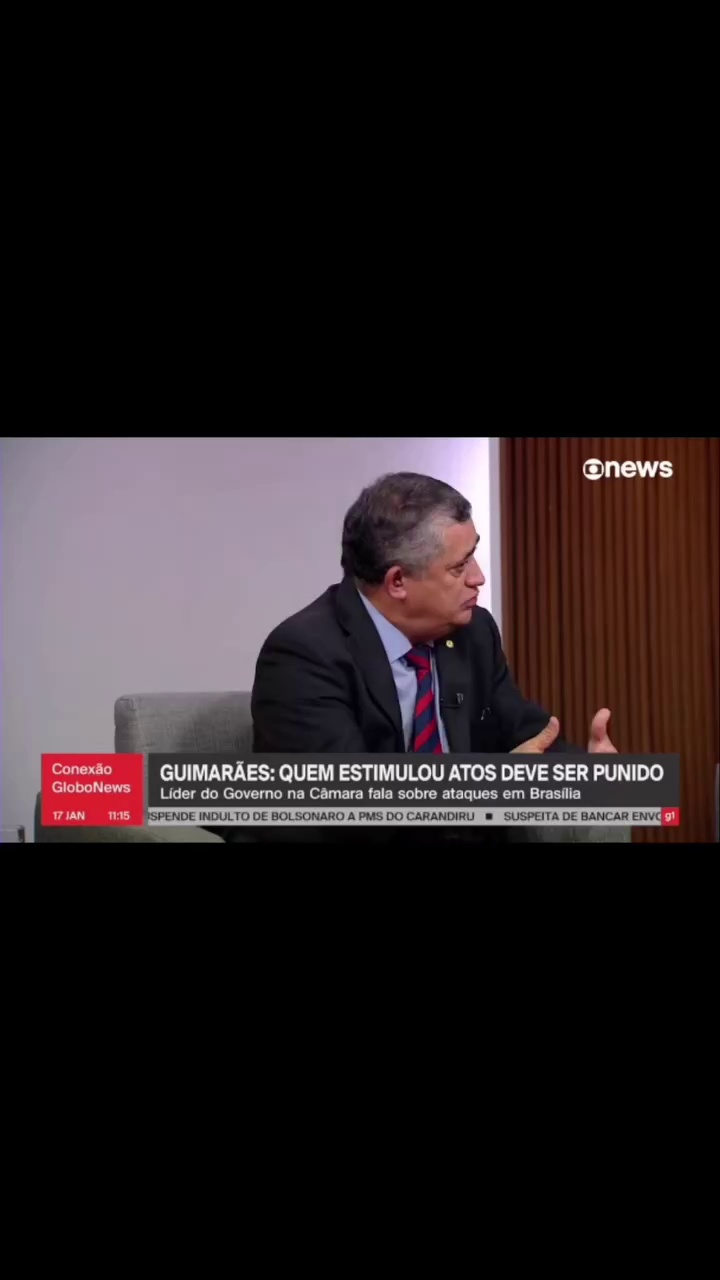 news
Conexão
GloboNews
17 JAN 11:15
GUIMARÃES: QUEM ESTIMULOU ATOS DEVE SER PUNIDO
Líder do Governo na Câmara fala sobre ataques em Brasília
SPENDE INDULTO DE BOLSONARO A PMS DO CARANDIRU ■ SUSPEITA DE BANCAR ENVO
g1